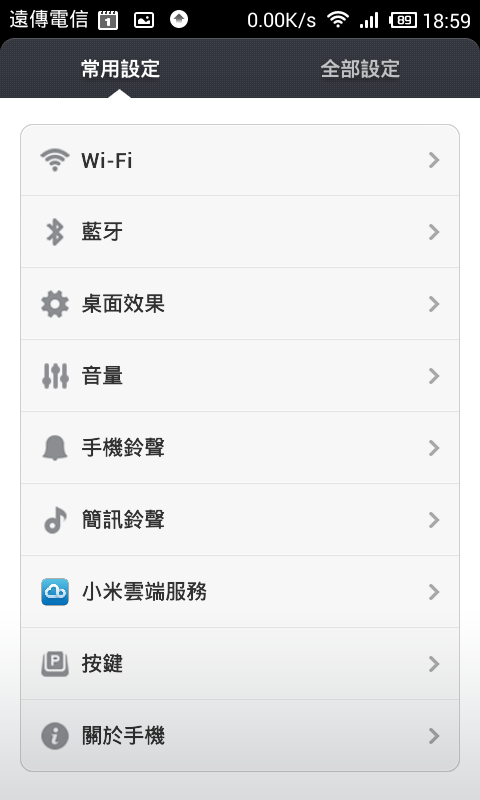 遠傳電信 1 0.00K/s 89 18:59
常用設定 全部設定
Wi-Fi
藍牙
桌面效果
音量
手機鈴聲
簡訊鈴聲
小米雲端服務
P 按鍵
關於手機